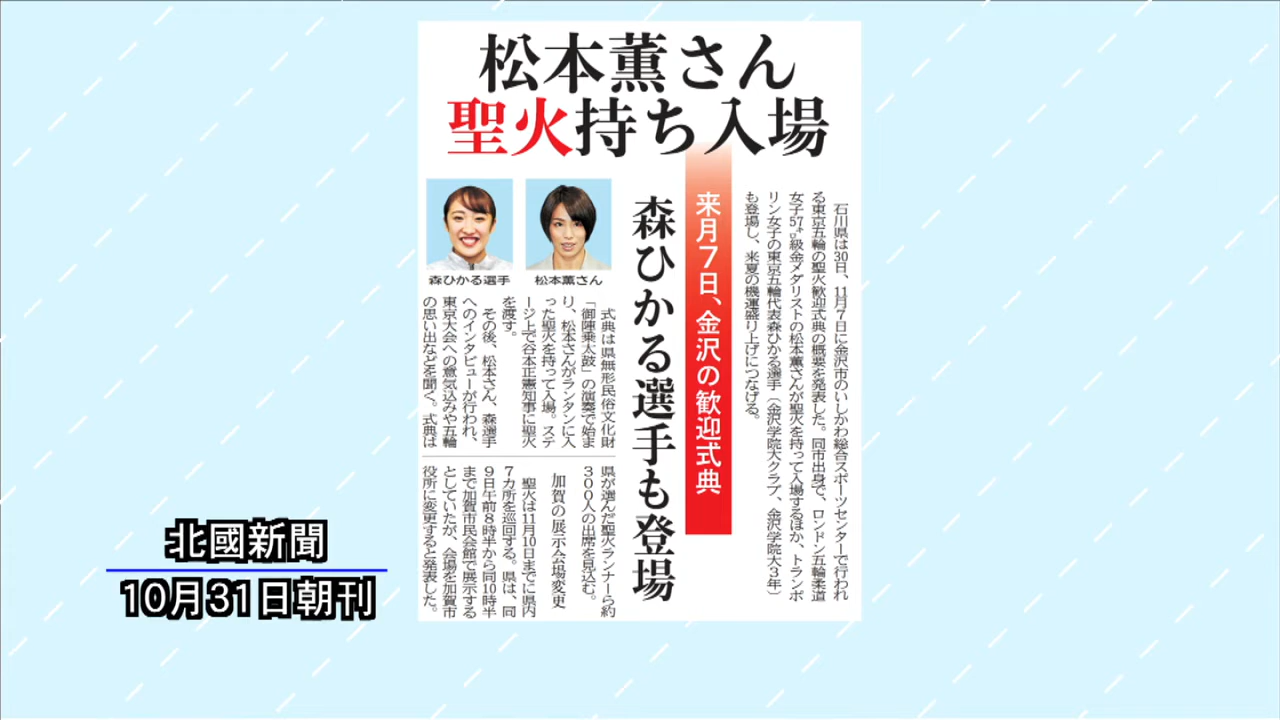 松本薫さん
聖火持ち入場
来月7日、金沢の歓迎式典
森ひかる選手も登場
石川県は30日、11月7日に金沢市のいしかわ総合スポーツセンターで行われ
る東京五輪の聖火歓迎式典の概要を発表した。同市出身で、ロンドン五輪柔道
女子57㌔級金メダリストの松本薫さんが聖火を持って入場するほか、トランポ
リン女子の東京五輪代表森ひかる選手(金沢学院大クラブ、金沢学院大3年)
も登場し、来夏の機運盛り上げにつなげる。
森ひかる選手
松本薫さん
式典は県無形民俗文化財
「御陣乗太鼓」の演奏で始ま
り、松本さんがランタンに入
った聖火を持って入場。ステ
ージ上で谷本正憲知事に聖火
を渡す。
その後、松本さん、森選手
へのインタビューが行われ、
東京大会への意気込みや五輪
の思い出などを聞く。式典は
県が選んだ聖火ランナーら約
300人の出席を見込む。
加賀の展示会場変更
聖火は11月10日までに県内
7カ所を巡回する。県は、同
9日午前8時半から同10時半
まで加賀市民会館で展示する
としていたが、会場を加賀市
役所に変更すると発表した。
北國新聞
10月31日朝刊